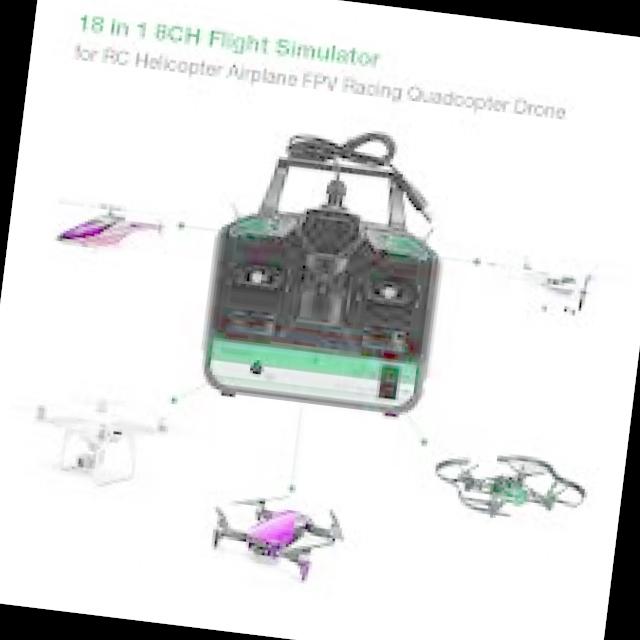 18 in 1 8CH Flight Simulator
for RC Helicopter Airplane FPV Racing Quadcopter Drone